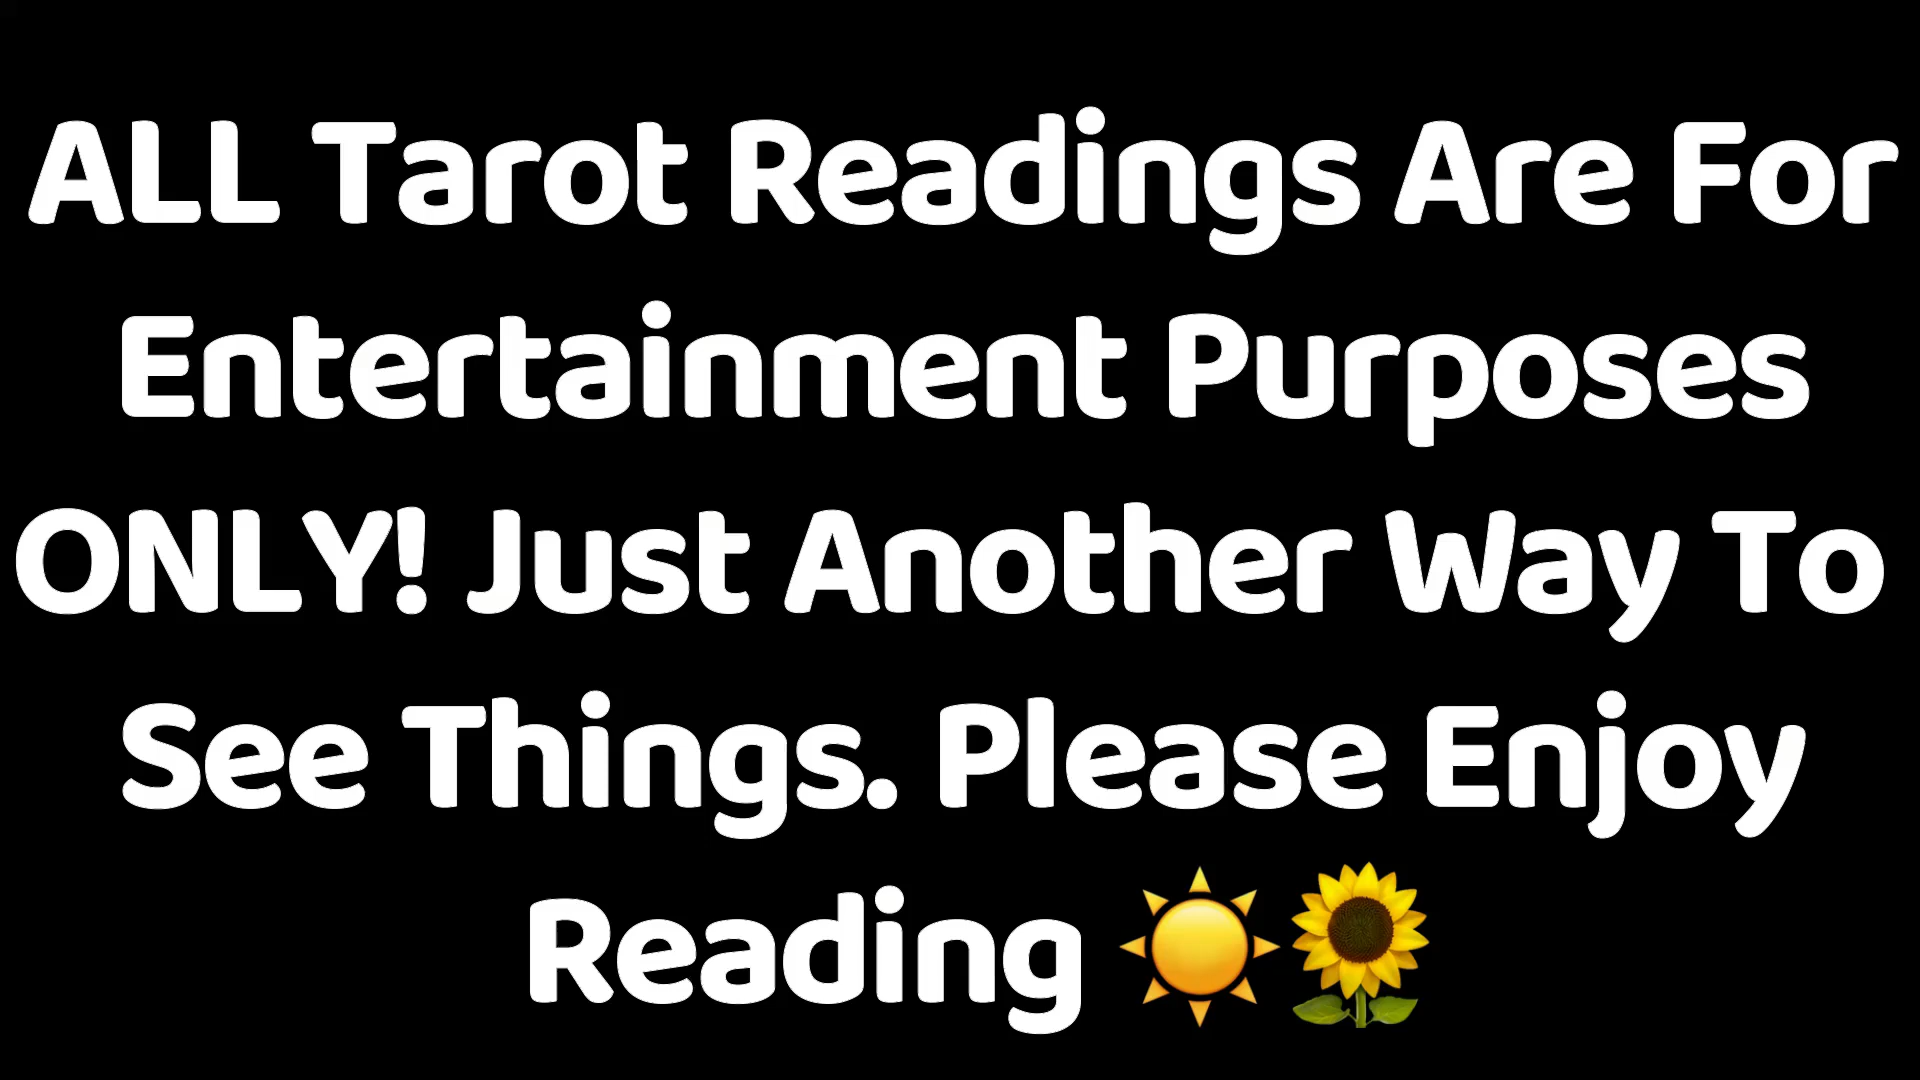 ALL Tarot Readings Are For
Entertainment Purposes
ONLY! Just Another Way To
See Things. Please Enjoy
Reading ☀️🌻